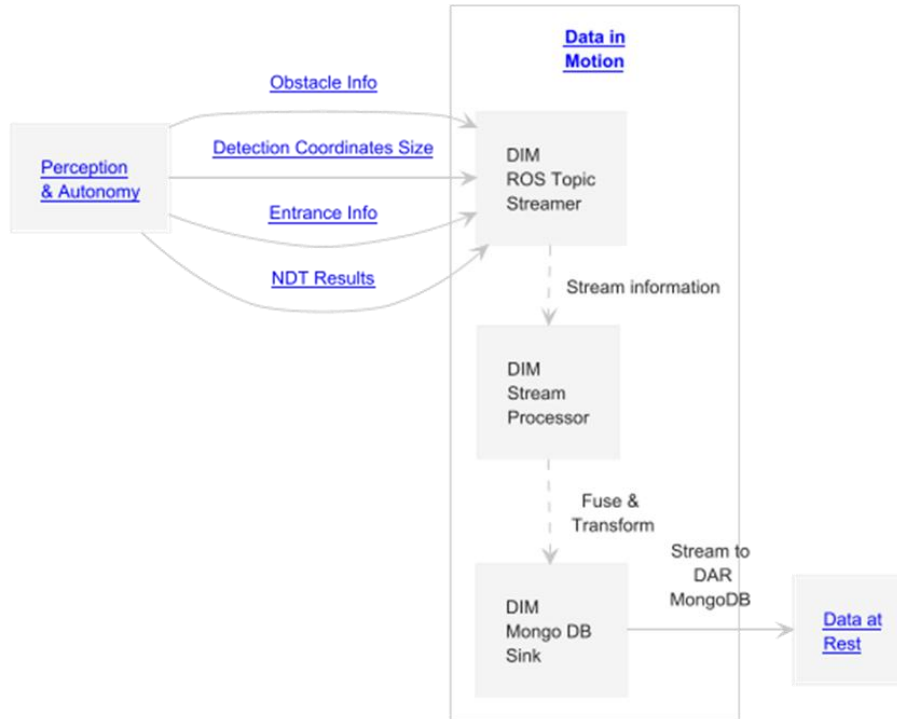 Data in
Motion
Obstacle Info
Detection Coordinates Size
Perception
& Autonomy
Entrance Info
NDT Results
DIM
ROS Topic
Streamer
Stream information
DIM
Stream
Processor
Fuse &
Transform
Stream to
DAR
MongoDB
DIM
Mongo DB
Sink
Data at
Rest